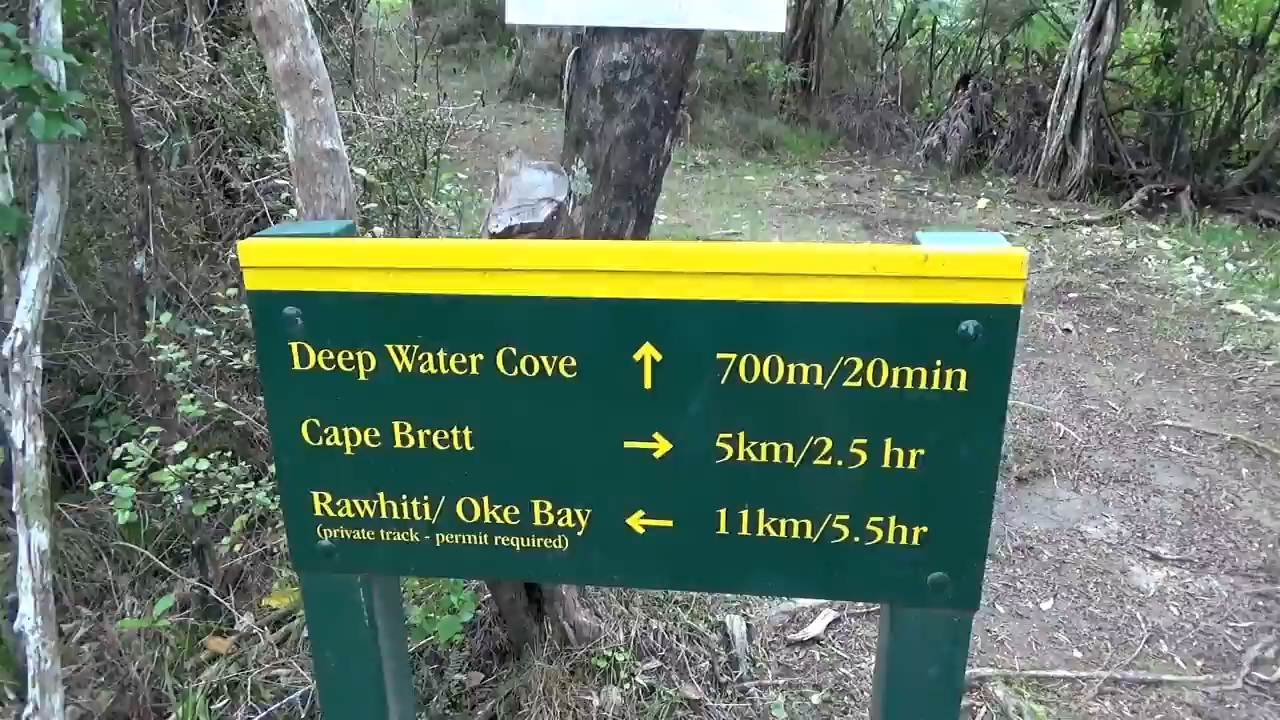 Deep Water Cove ↑ 700m/20min
Cape Brett → 5km/2.5 hr
Rawhiti/ Oke Bay ← 11km/5.5hr
(private track - permit required)